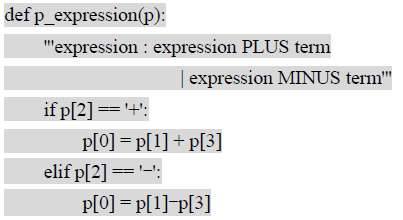 def p_expression(p):
'''expression : expression PLUS term
| expression MINUS term'''
if p[2] == '+':
p[0] = p[1] + p[3]
elif p[2] == '−':
p[0] = p[1]−p[3]